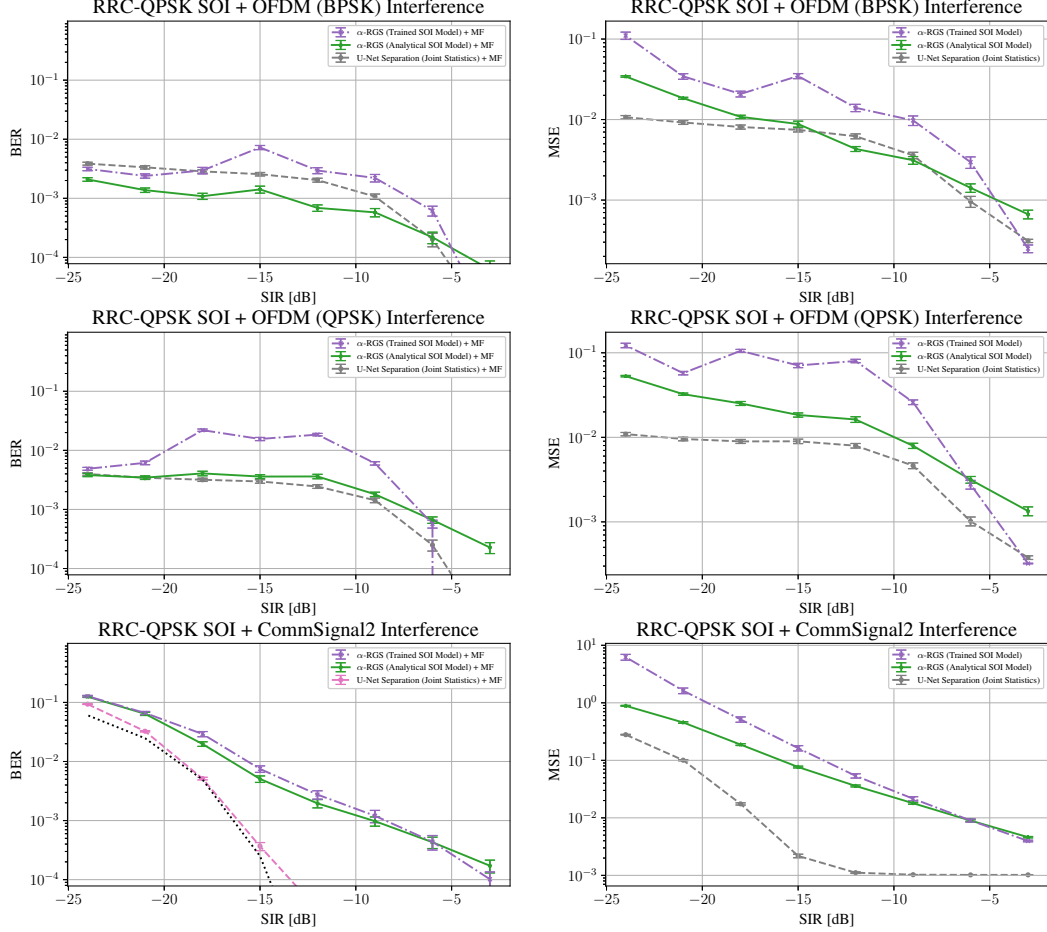 RRC-QPSK SOI + OFDM (BPSK) Interference
α-RGS (Trained SOI Model) + MF
α-RGS (Analytical SOI Model) + MF
U-Net Separation (Joint Statistics) + MF
BER
10⁻¹
10⁻²
10⁻³
10⁻⁴
−25
−20
−15
−10
−5
SIR [dB]
RRC-QPSK SOI + OFDM (BPSK) Interference
α-RGS (Trained SOI Model)
α-RGS (Analytical SOI Model)
U-Net Separation (Joint Statistics)
MSE
10⁻¹
10⁻²
10⁻³
−25
−20
−15
−10
−5
SIR [dB]
RRC-QPSK SOI + OFDM (QPSK) Interference
α-RGS (Trained SOI Model) + MF
α-RGS (Analytical SOI Model) + MF
U-Net Separation (Joint Statistics) + MF
BER
10⁻¹
10⁻²
10⁻³
10⁻⁴
−25
−20
−15
−10
−5
SIR [dB]
RRC-QPSK SOI + OFDM (QPSK) Interference
α-RGS (Trained SOI Model)
α-RGS (Analytical SOI Model)
U-Net Separation (Joint Statistics)
MSE
10⁻¹
10⁻²
10⁻³
−25
−20
−15
−10
−5
SIR [dB]
RRC-QPSK SOI + CommSignal2 Interference
α-RGS (Trained SOI Model) + MF
α-RGS (Analytical SOI Model) + MF
U-Net Separation (Joint Statistics) + MF
BER
10⁻¹
10⁻²
10⁻³
10⁻⁴
−25
−20
−15
−10
−5
SIR [dB]
RRC-QPSK SOI + CommSignal2 Interference
α-RGS (Trained SOI Model)
α-RGS (Analytical SOI Model)
U-Net Separation (Joint Statistics)
MSE
10¹
10⁰
10⁻¹
10⁻²
10⁻³
−25
−20
−15
−10
−5
SIR [dB]